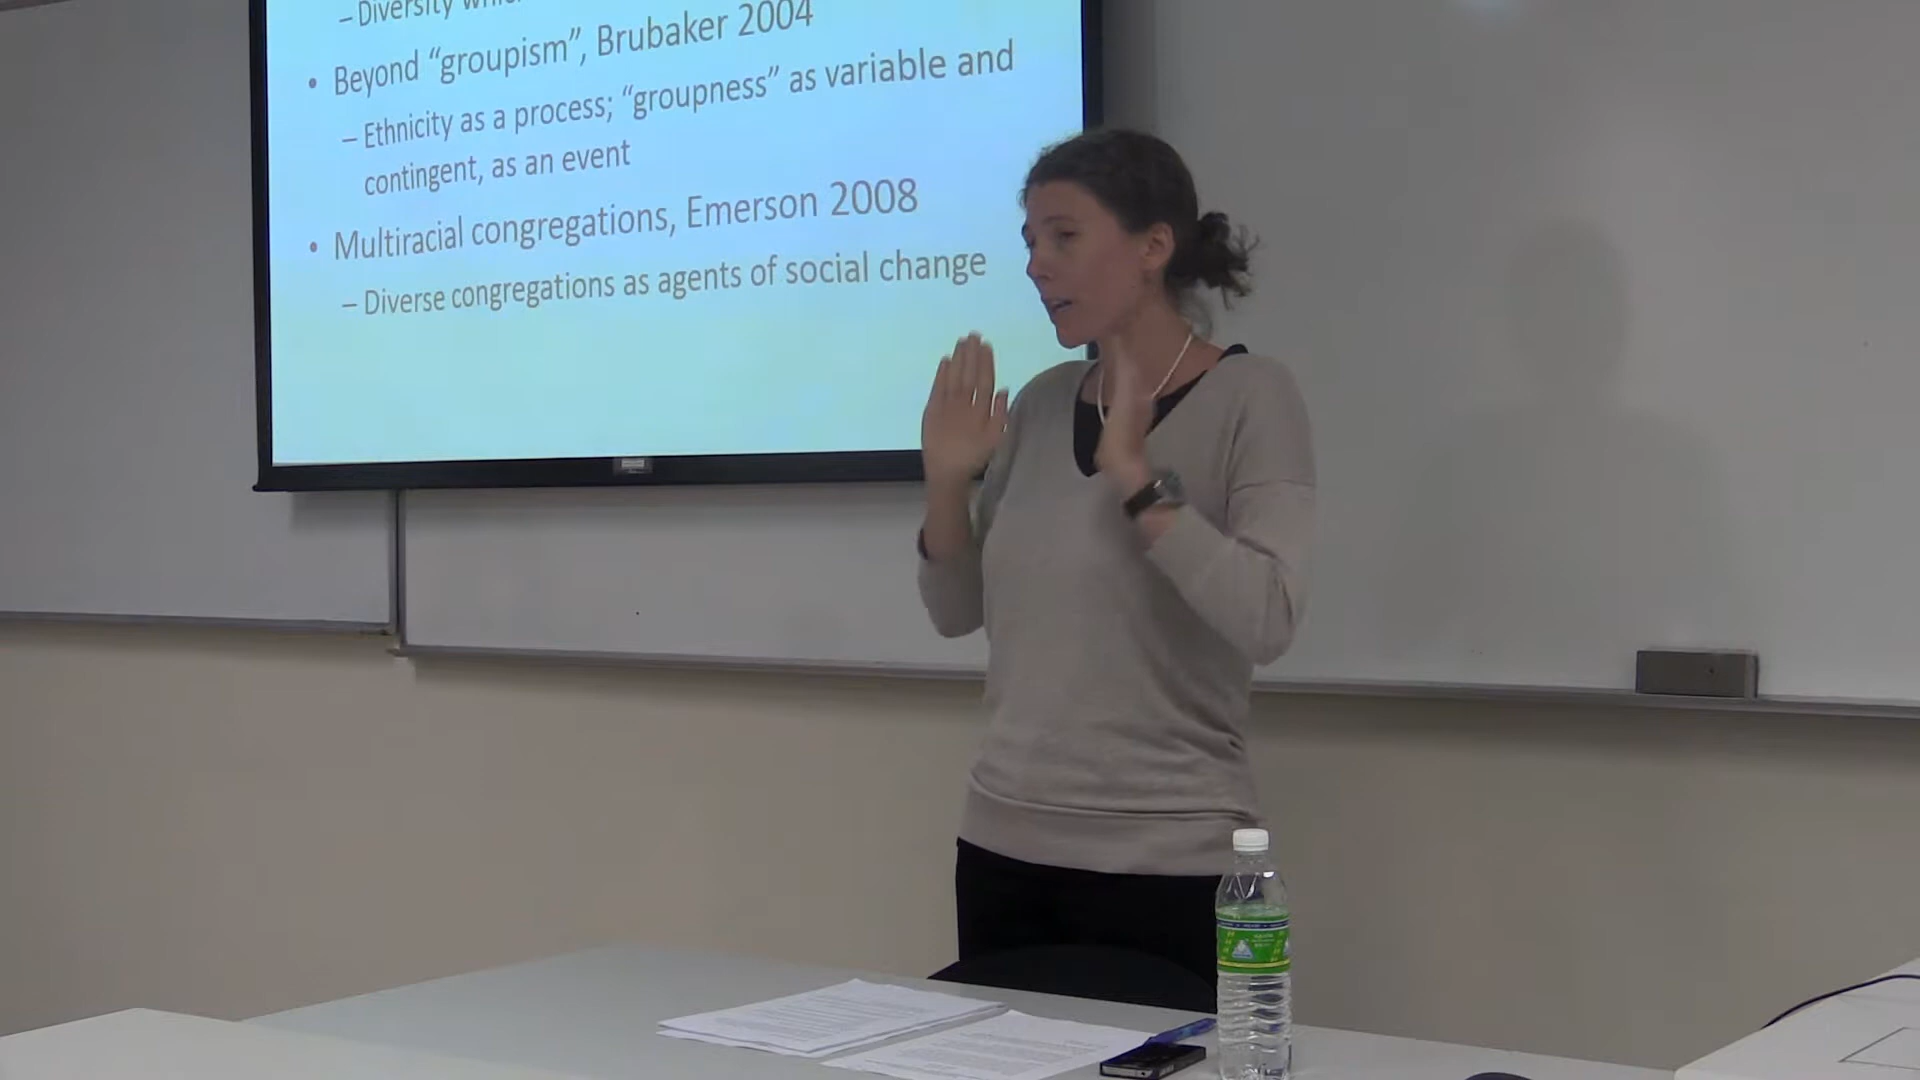 – Diversity
• Beyond “groupism”, Brubaker 2004
– Ethnicity as a process; “groupness” as variable and
contingent, as an event
• Multiracial congregations, Emerson 2008
– Diverse congregations as agents of social change